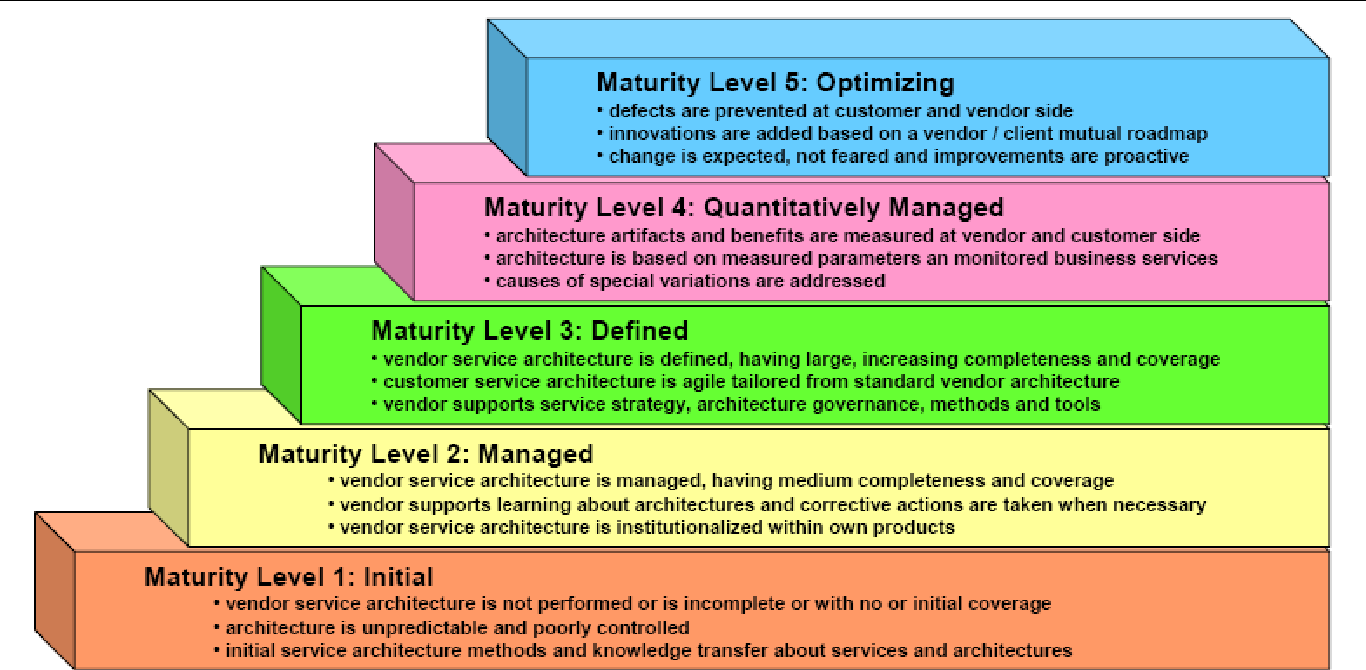 Maturity Level 5: Optimizing
• defects are prevented at customer and vendor side
• innovations are added based on a vendor / client mutual roadmap
• change is expected, not feared and improvements are proactive
Maturity Level 4: Quantitatively Managed
• architecture artifacts and benefits are measured at vendor and customer side
• architecture is based on measured parameters an monitored business services
• causes of special variations are addressed
Maturity Level 3: Defined
• vendor service architecture is defined, having large, increasing completeness and coverage
• customer service architecture is agile tailored from standard vendor architecture
• vendor supports service strategy, architecture governance, methods and tools
Maturity Level 2: Managed
• vendor service architecture is managed, having medium completeness and coverage
• vendor supports learning about architectures and corrective actions are taken when necessary
• vendor service architecture is institutionalized within own products
Maturity Level 1: Initial
• vendor service architecture is not performed or is incomplete or with no or initial coverage
• architecture is unpredictable and poorly controlled
• initial service architecture methods and knowledge transfer about services and architectures